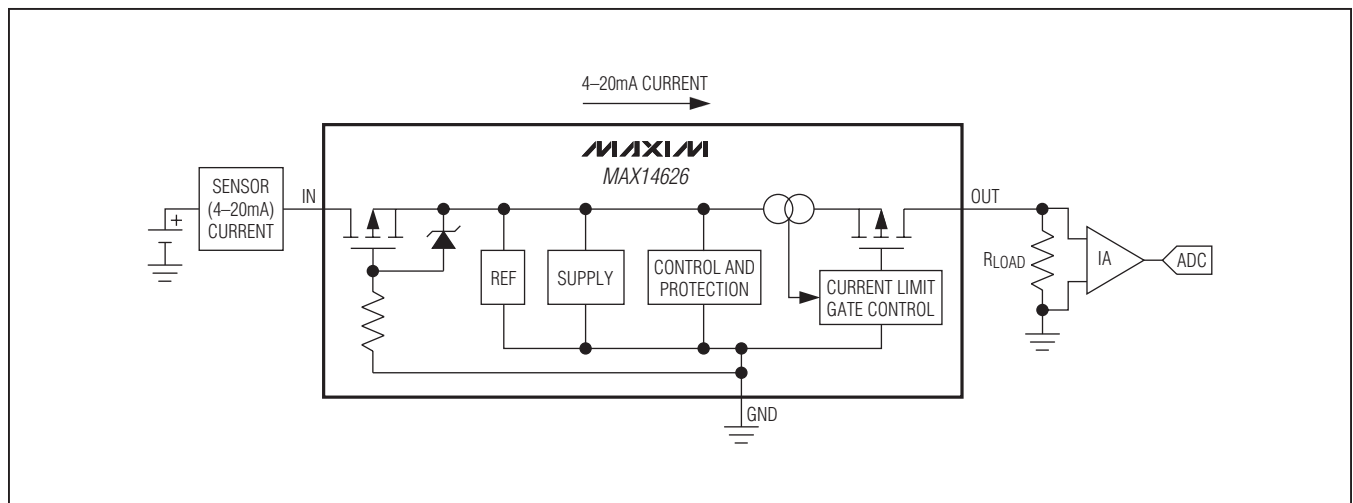 4–20mA CURRENT
MAXIM
MAX14626
SENSOR
(4–20mA)
CURRENT
+
IN
REF
SUPPLY
CONTROL AND
PROTECTION
CURRENT LIMIT
GATE CONTROL
OUT
RLOAD
IA
ADC
GND